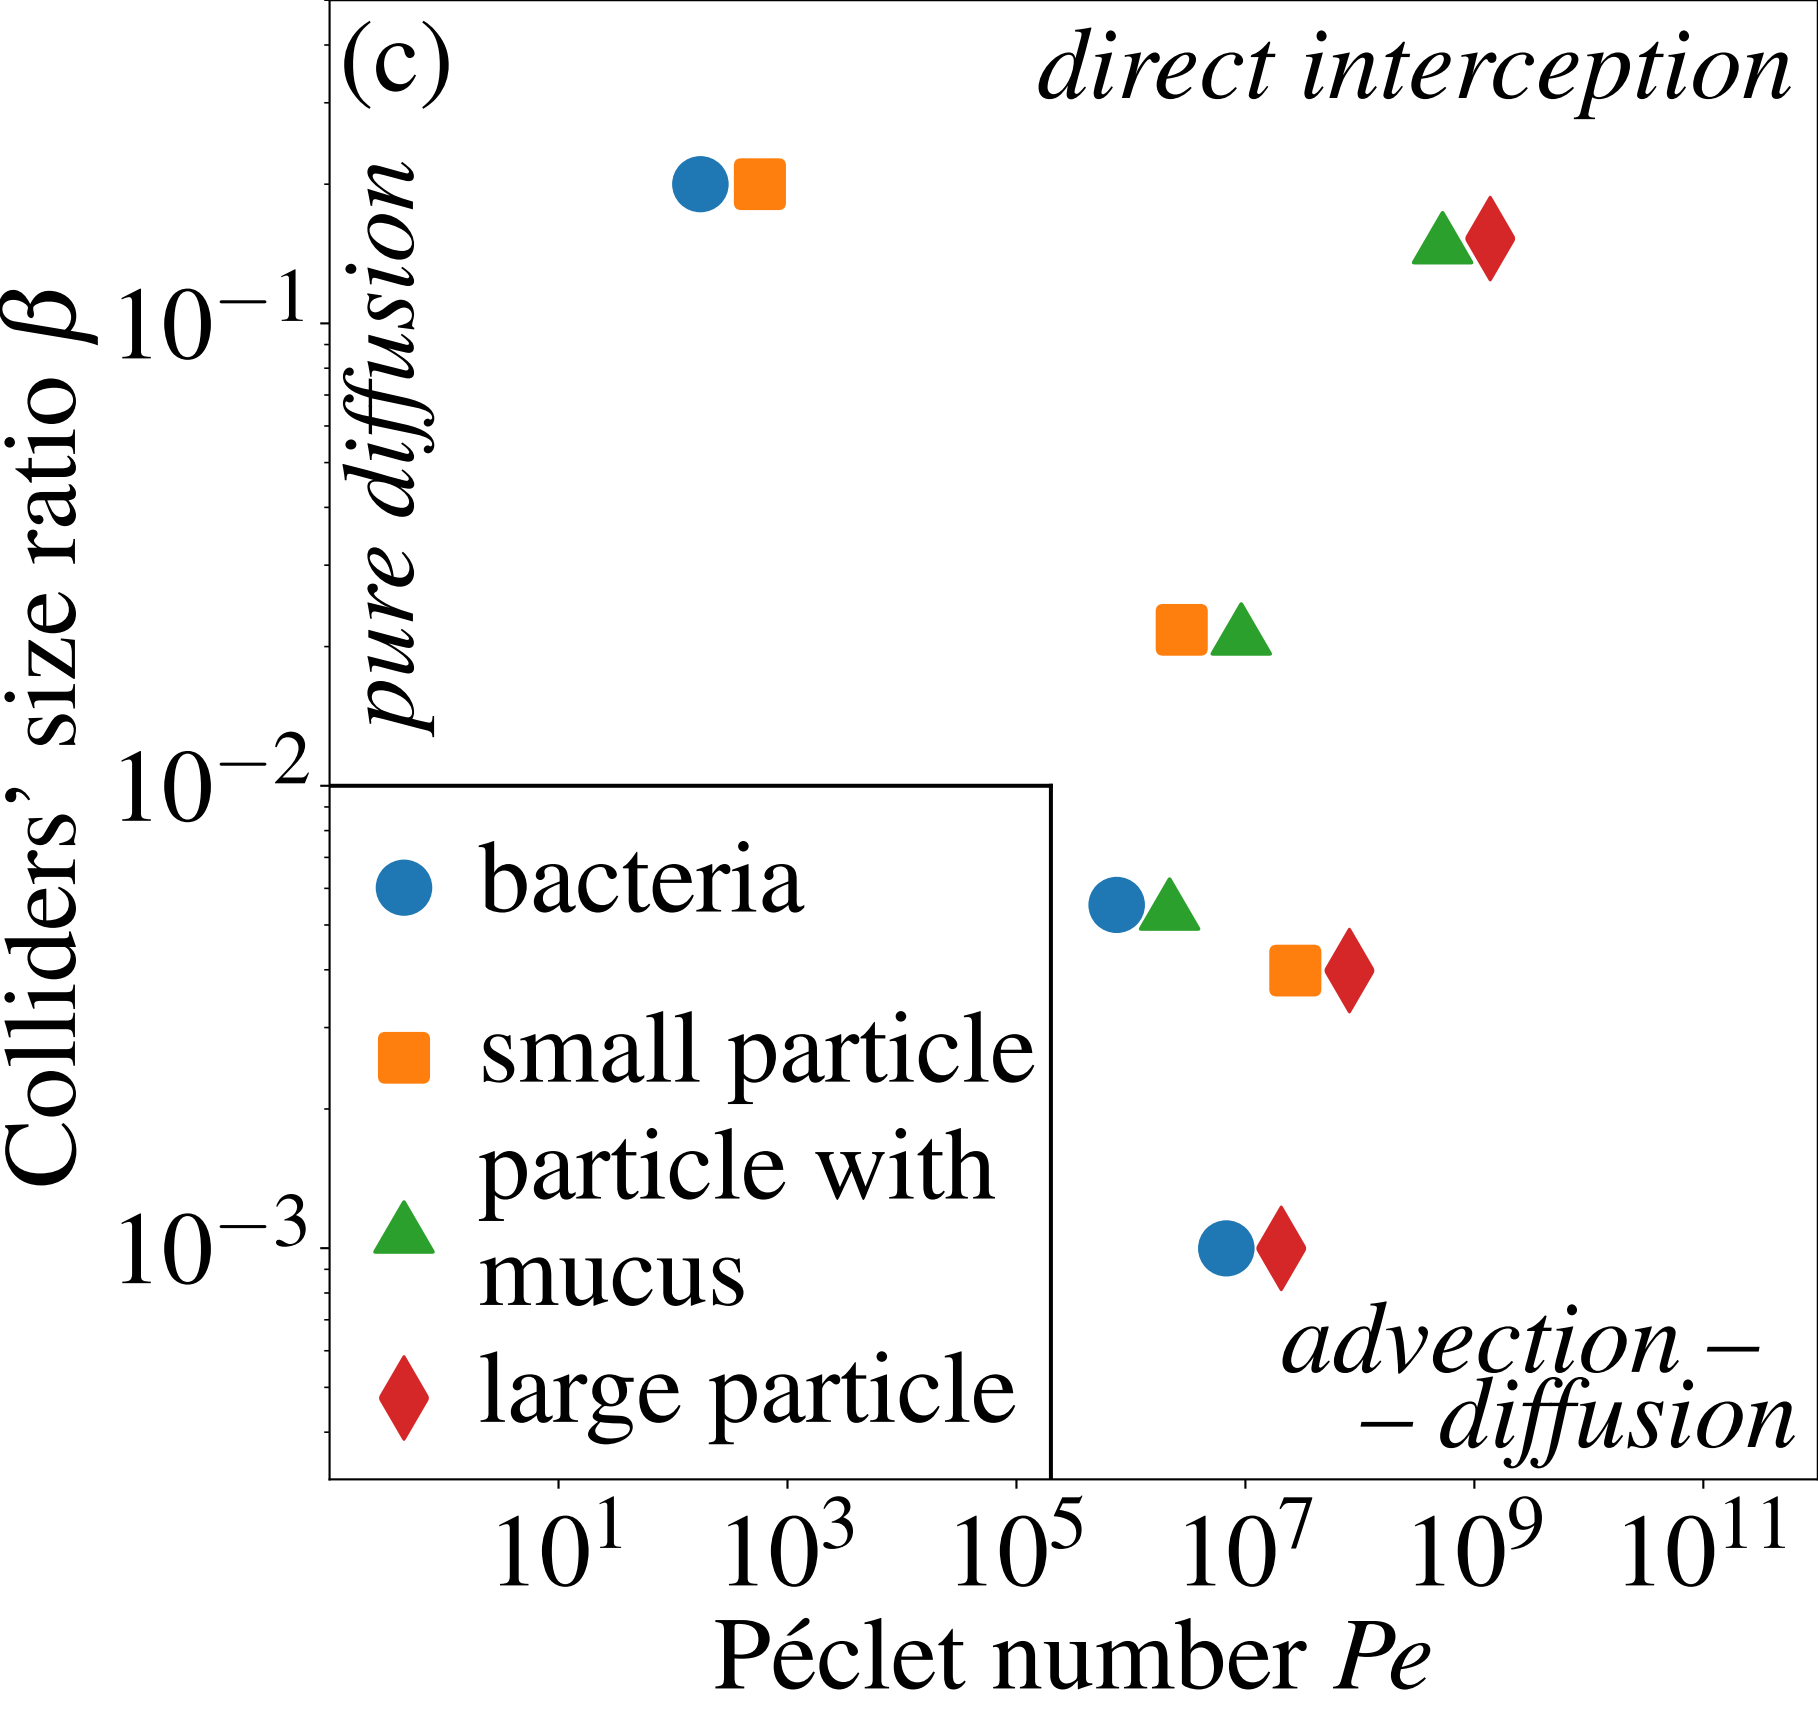 (c)
direct interception
pure diffusion
Colliders’ size ratio β
10⁻¹
10⁻²
10⁻³
bacteria
small particle
particle with
mucus
large particle
advection –
– diffusion
10¹ 10³ 10⁵ 10⁷ 10⁹ 10¹¹
Péclet number Pe